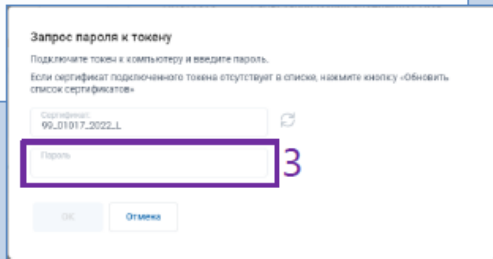 Запрос пароля к токену
Подключите токен к компьютеру и введите пароль.
Если сертификат подключенного токена отсутствует в списке, нажмите кнопку «Обновить
список сертификатов»
Сертификат:
99_01017_2022_L
Пароль
3
ОК
Отмена